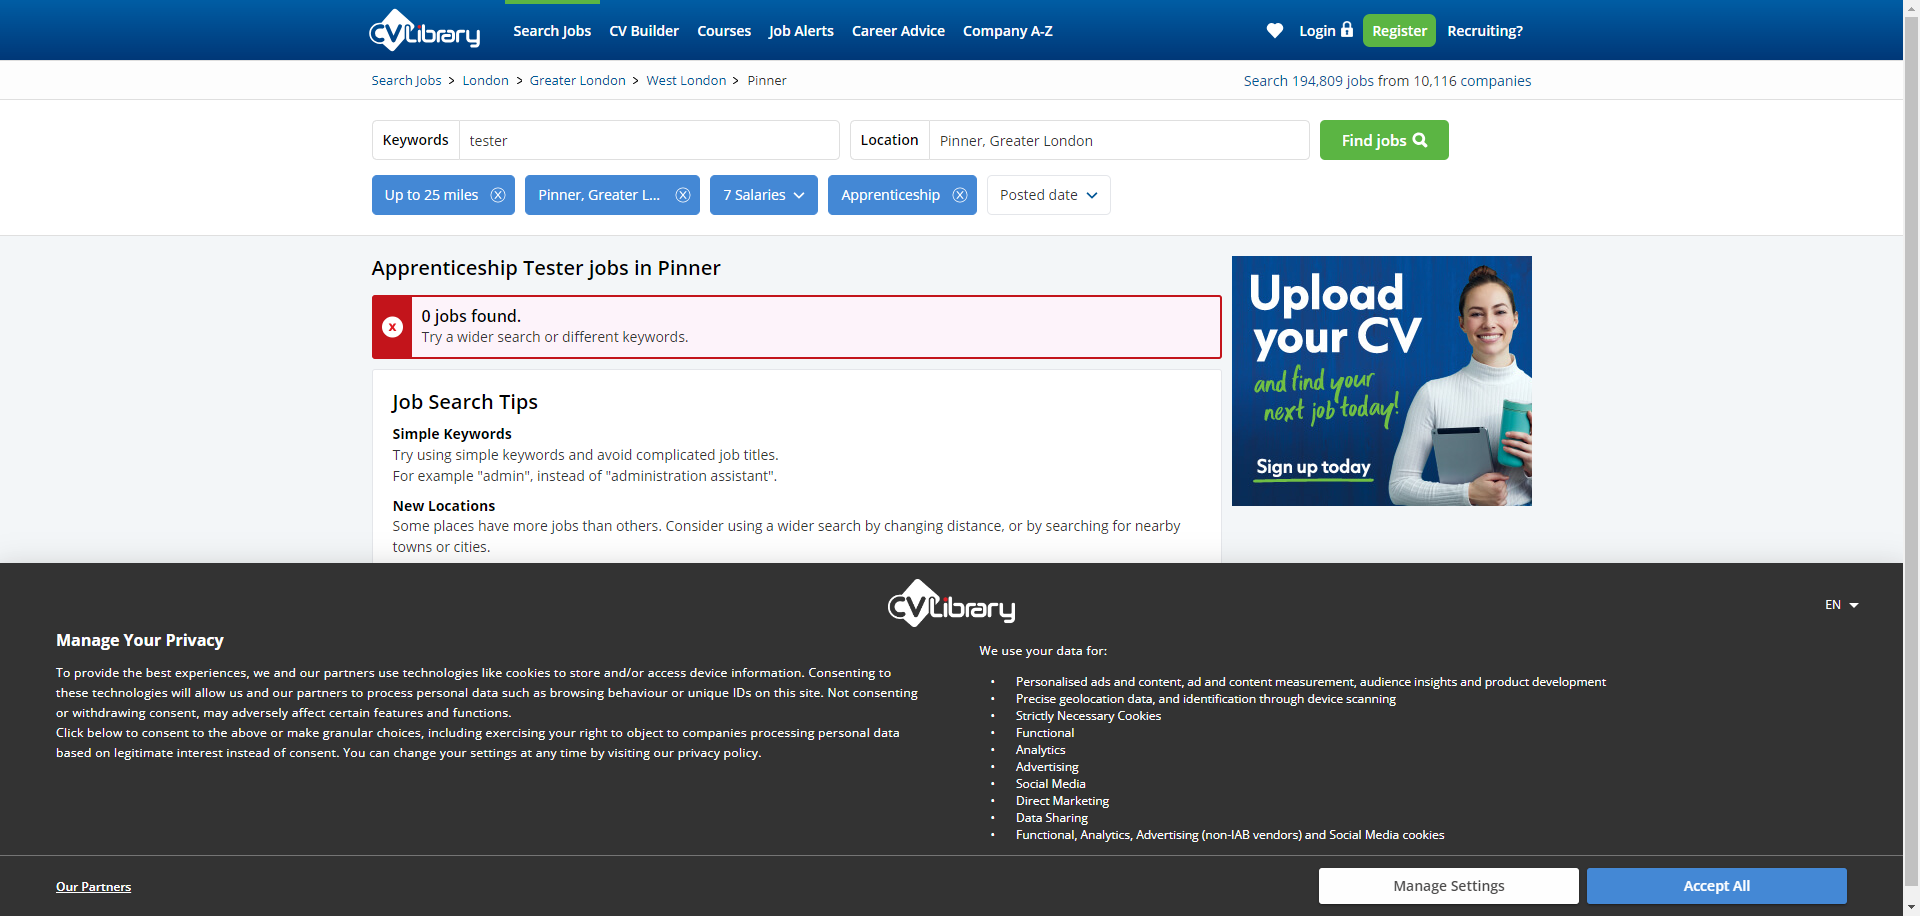 CVLibrary
Search Jobs CV Builder Courses Job Alerts Career Advice Company A-Z Login Register Recruiting?
Search Jobs > London > Greater London > West London > Pinner
Search 194,809 jobs from 10,116 companies
Keywords tester Location Pinner, Greater London Find jobs
Up to 25 miles Pinner, Greater L... 7 Salaries Apprenticeship Posted date
Apprenticeship Tester jobs in Pinner
x 0 jobs found.
Try a wider search or different keywords.
Job Search Tips
Simple Keywords
Try using simple keywords and avoid complicated job titles.
For example "admin", instead of "administration assistant".
New Locations
Some places have more jobs than others. Consider using a wider search by changing distance, or by searching for nearby
towns or cities.
Upload
your CV
and find your
next job today!
Sign up today
CVLibrary
EN
Manage Your Privacy
To provide the best experiences, we and our partners use technologies like cookies to store and/or access device information. Consenting to
these technologies will allow us and our partners to process personal data such as browsing behaviour or unique IDs on this site. Not consenting
or withdrawing consent, may adversely affect certain features and functions.
Click below to consent to the above or make granular choices, including exercising your right to object to companies processing personal data
based on legitimate interest instead of consent. You can change your settings at any time by visiting our privacy policy.
We use your data for:
• Personalised ads and content, ad and content measurement, audience insights and product development
• Precise geolocation data, and identification through device scanning
• Strictly Necessary Cookies
• Functional
• Analytics
• Advertising
• Social Media
• Direct Marketing
• Data Sharing
• Functional, Analytics, Advertising (non-IAB vendors) and Social Media cookies
Our Partners
Manage Settings
Accept All